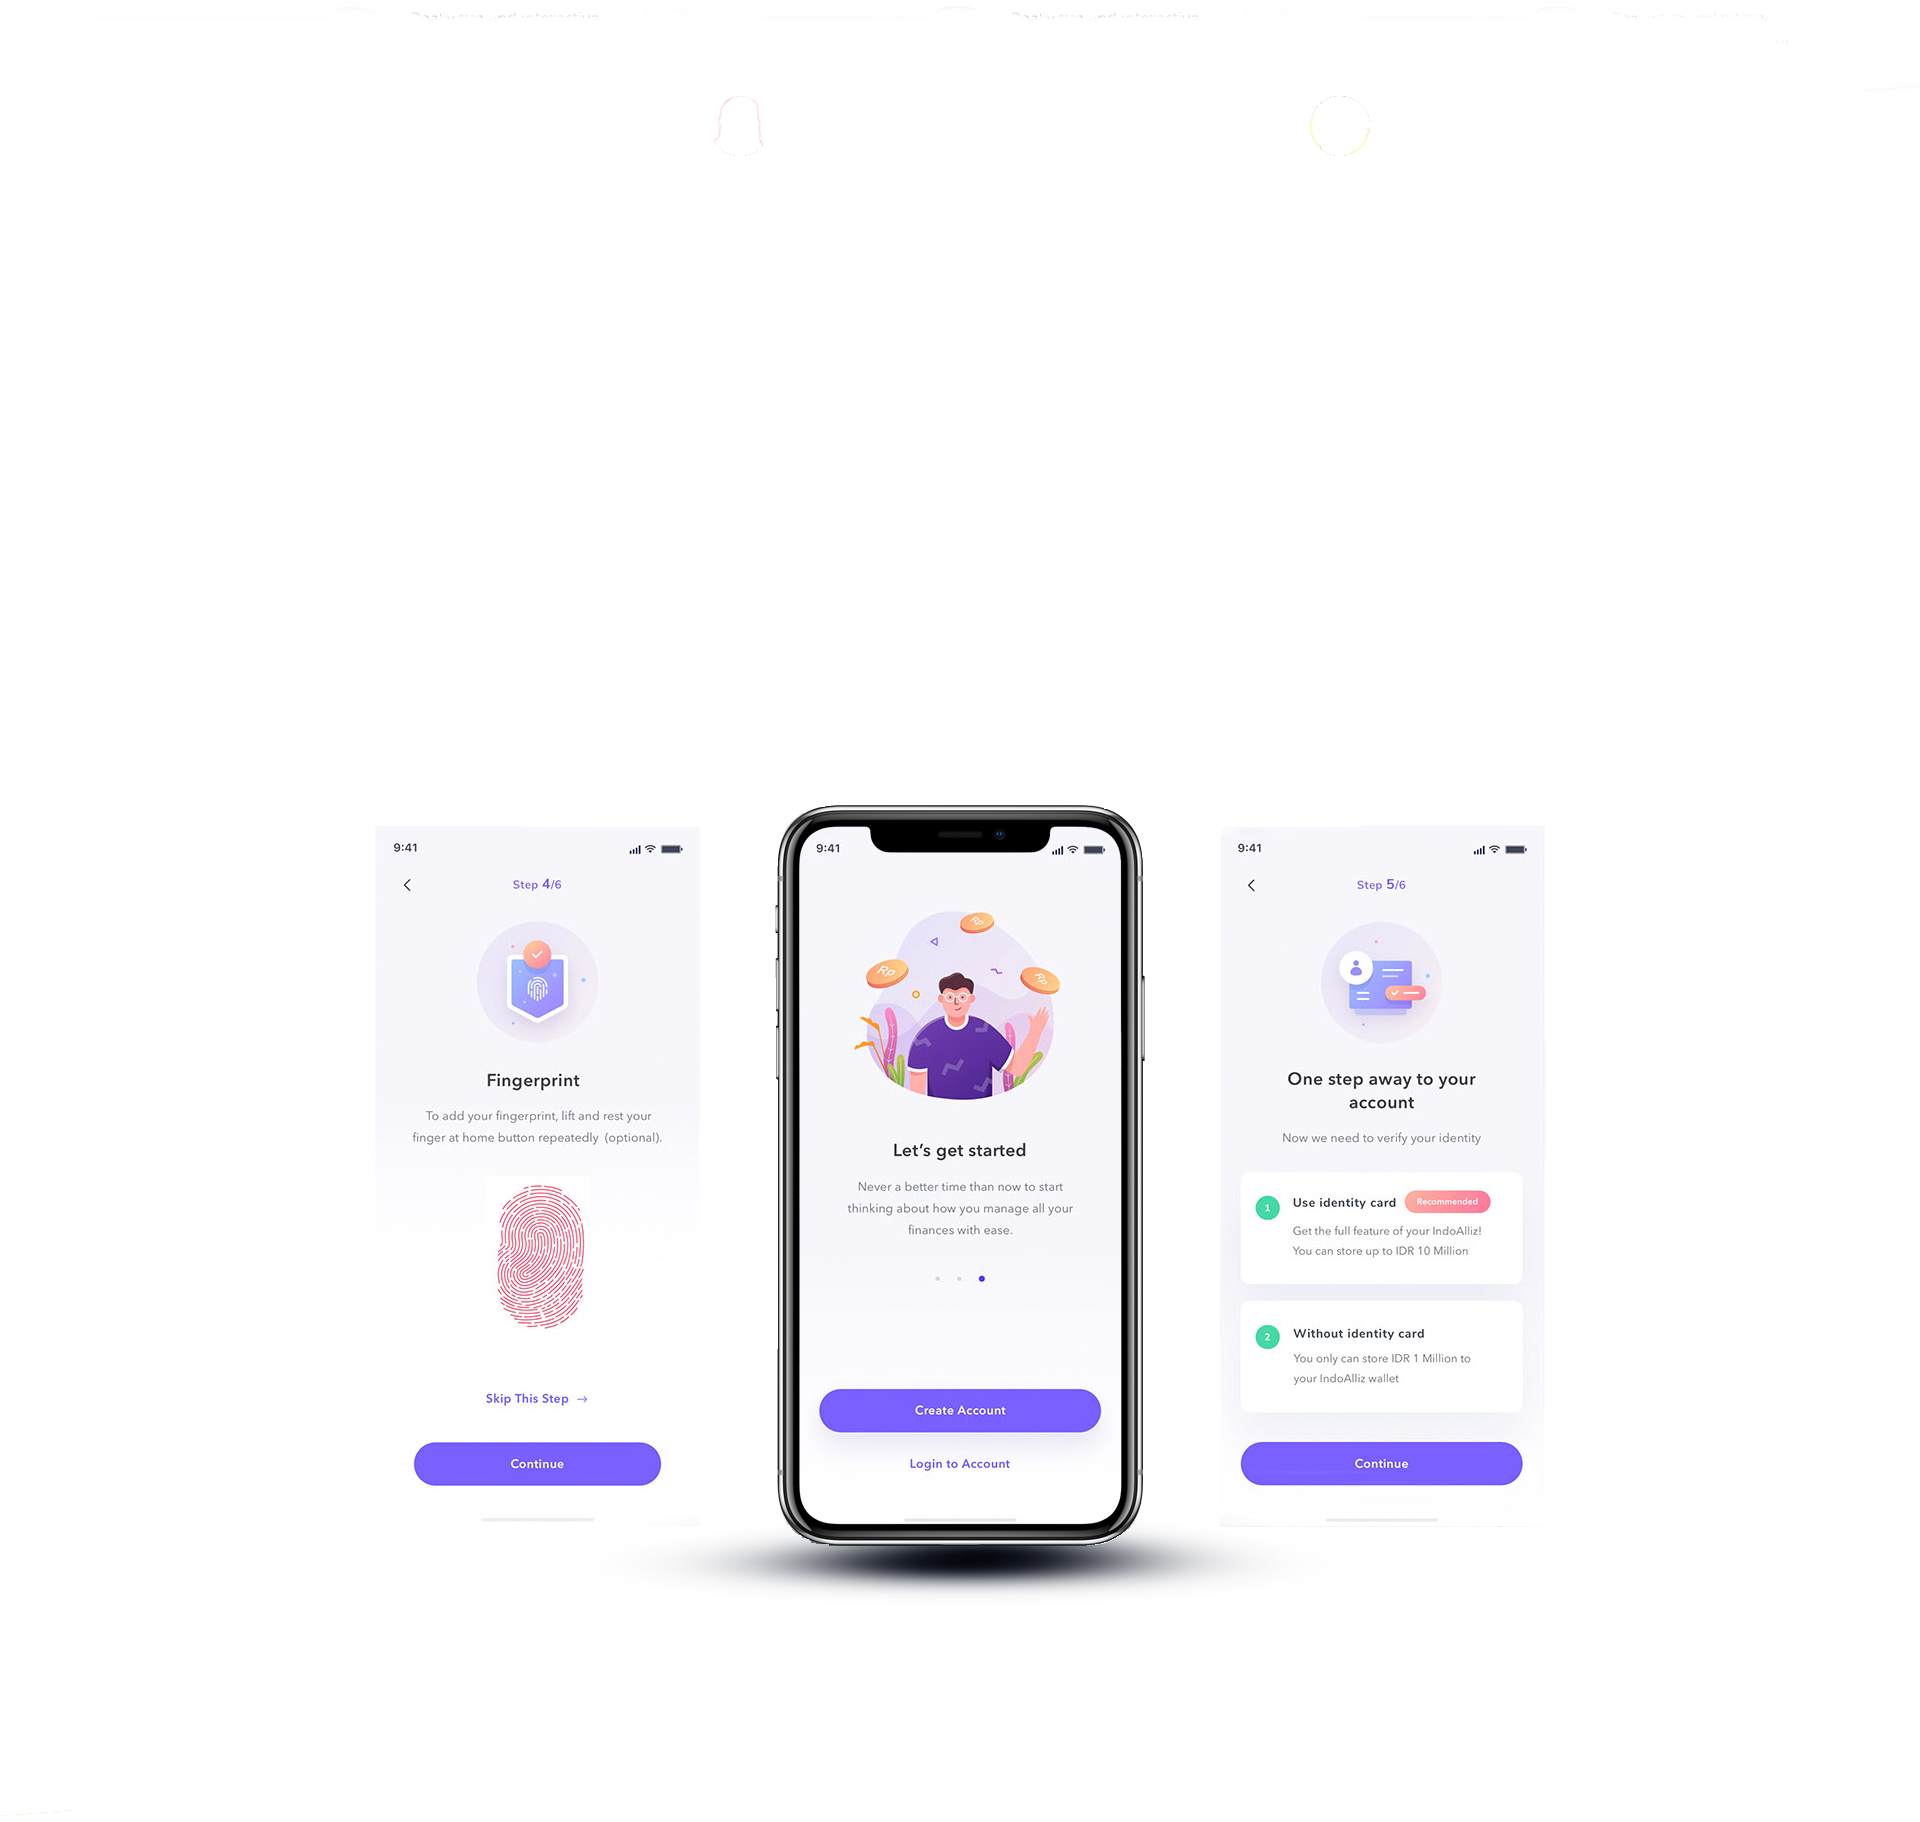 9:41
Step 4/6
Fingerprint
To add your fingerprint, lift and rest your
finger at home button repeatedly (optional).
Skip This Step →
Continue
9:41
Rp
Rp
Rp
Let's get started
Never a better time than now to start
thinking about how you manage all your
finances with ease.
Create Account
Login to Account
9:41
Step 5/6
One step away to your
account
Now we need to verify your identity
1
Use identity card
Recommended
Get the full feature of your IndoAlliz!
You can store up to IDR 10 Million
2
Without identity card
You only can store IDR 1 Million to
your IndoAlliz wallet
Continue